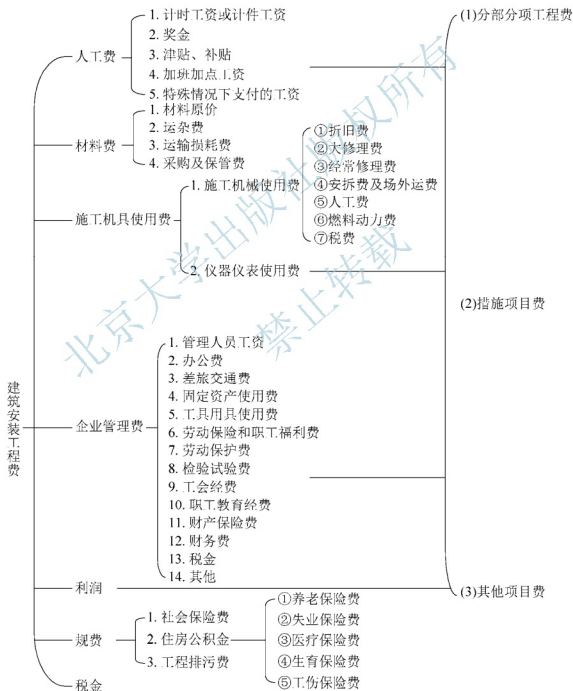 建筑安装工程费
人工费
1. 计时工资或计件工资
2. 奖金
3. 津贴、补贴
4. 加班加点工资
5. 特殊情况下支付的工资
材料费
1. 材料原价
2. 运杂费
3. 运输损耗费
4. 采购及保管费
施工机具使用费
1. 施工机械使用费
①折旧费
②大修理费
③经常修理费
④安拆费及场外运费
⑤人工费
⑥燃料动力费
⑦税费
2. 仪器仪表使用费
企业管理费
1. 管理人员工资
2. 办公费
3. 差旅交通费
4. 固定资产使用费
5. 工具用具使用费
6. 劳动保险和职工福利费
7. 劳动保护费
8. 检验试验费
9. 工会经费
10. 职工教育经费
11. 财产保险费
12. 财务费
13. 税金
14. 其他
利润
规费
1. 社会保险费
2. 住房公积金
3. 工程排污费
①养老保险费
②失业保险费
③医疗保险费
④生育保险费
⑤工伤保险费
税金
(1)分部分项工程费
(2)措施项目费
(3)其他项目费
北京大学出版社版权所有
禁止转载